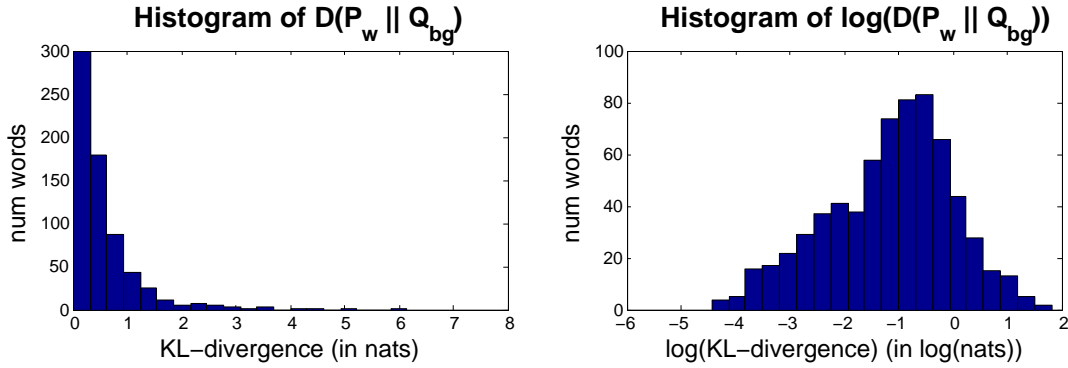 Histogram of D(P_w || Q_bg)
300
250
200
150
100
50
0
num words
0 1 2 3 4 5 6 7 8
KL−divergence (in nats)
Histogram of log(D(P_w || Q_bg))
100
80
60
40
20
0
num words
−6 −5 −4 −3 −2 −1 0 1 2
log(KL−divergence) (in log(nats))